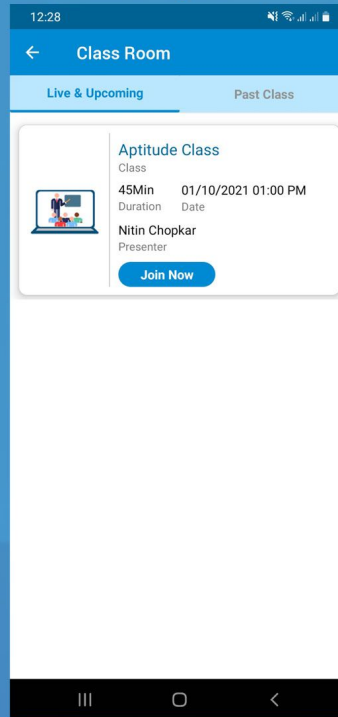 12:28
Class Room
Live & Upcoming Past Class
Aptitude Class
Class
45Min 01/10/2021 01:00 PM
Duration Date
Nitin Chopkar
Presenter
Join Now